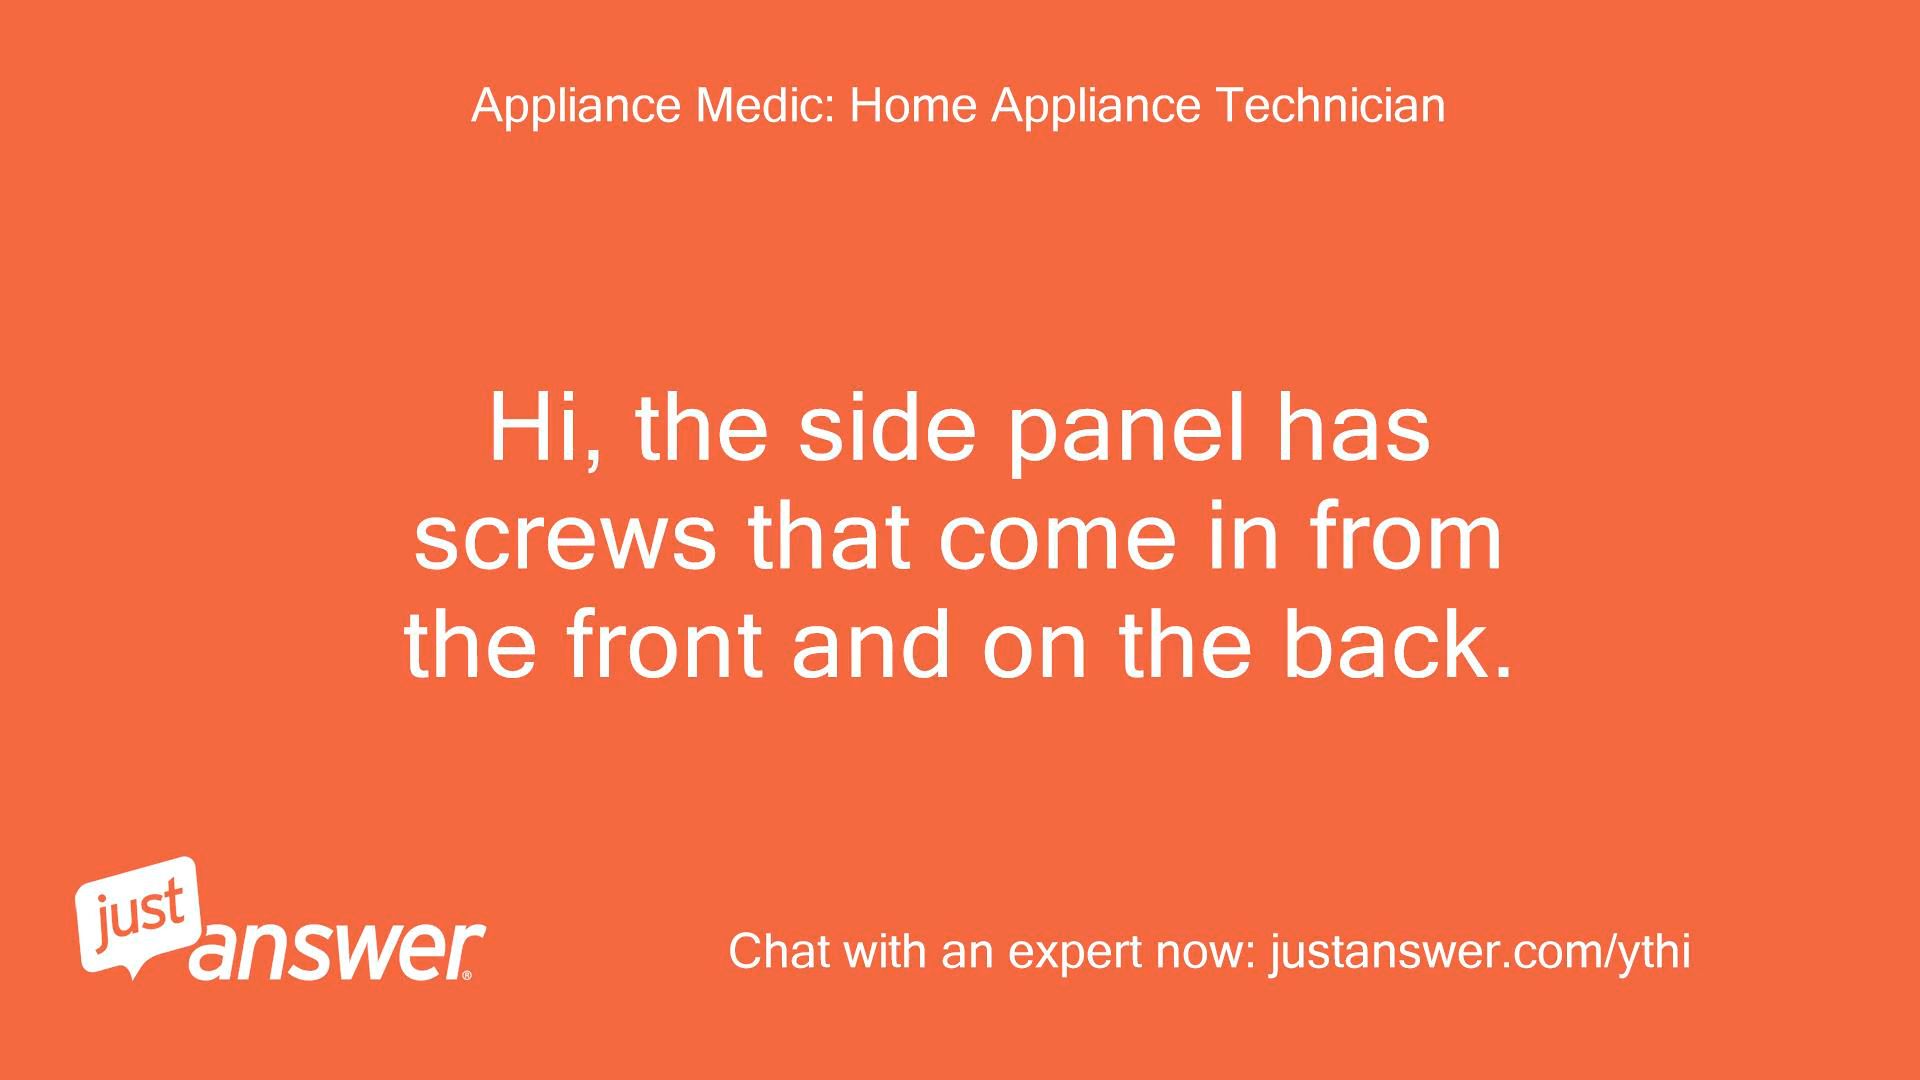 Appliance Medic: Home Appliance Technician
Hi, the side panel has
screws that come in from
the front and on the back.
just
answer®
Chat with an expert now: justanswer.com/ythi